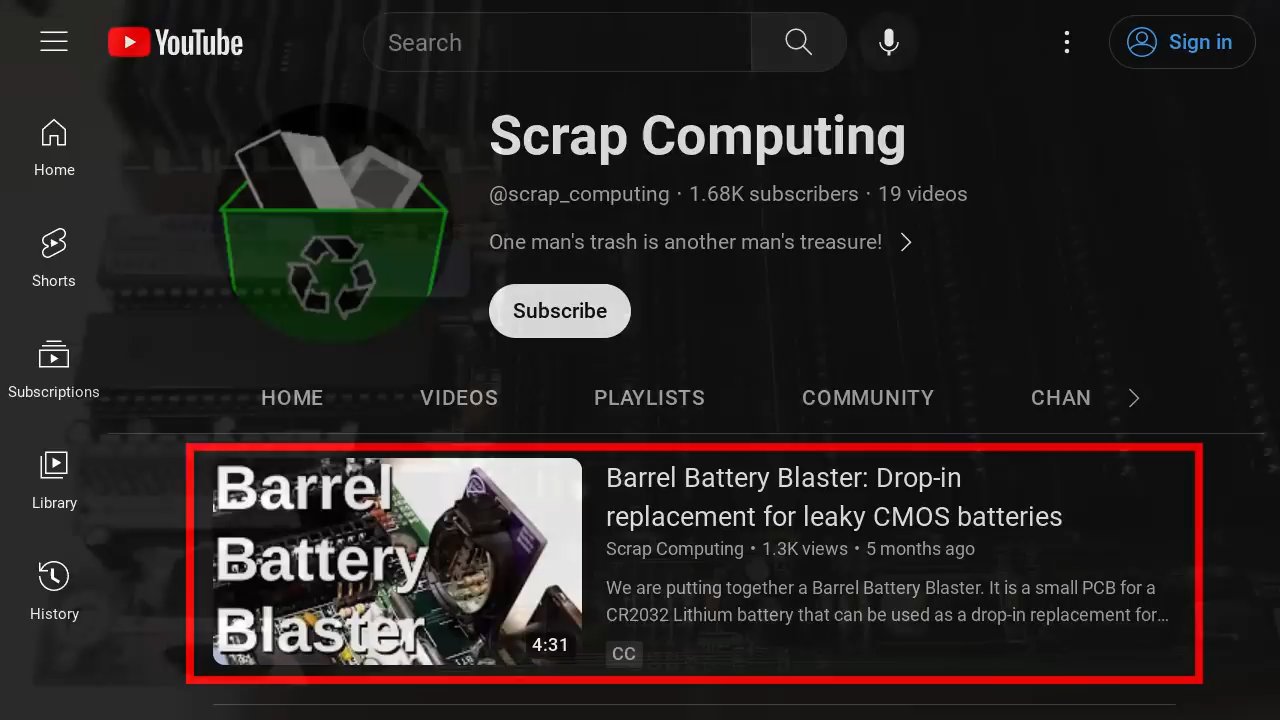 YouTube
Search
Sign in
Home
Shorts
Subscriptions
Library
History
Scrap Computing
@scrap_computing · 1.68K subscribers · 19 videos
One man's trash is another man's treasure!
Subscribe
HOME VIDEOS PLAYLISTS COMMUNITY CHAN
Barrel
Battery
Blaster
4:31
Barrel Battery Blaster: Drop-in
replacement for leaky CMOS batteries
Scrap Computing • 1.3K views • 5 months ago
We are putting together a Barrel Battery Blaster. It is a small PCB for a
CR2032 Lithium battery that can be used as a drop-in replacement for…
CC